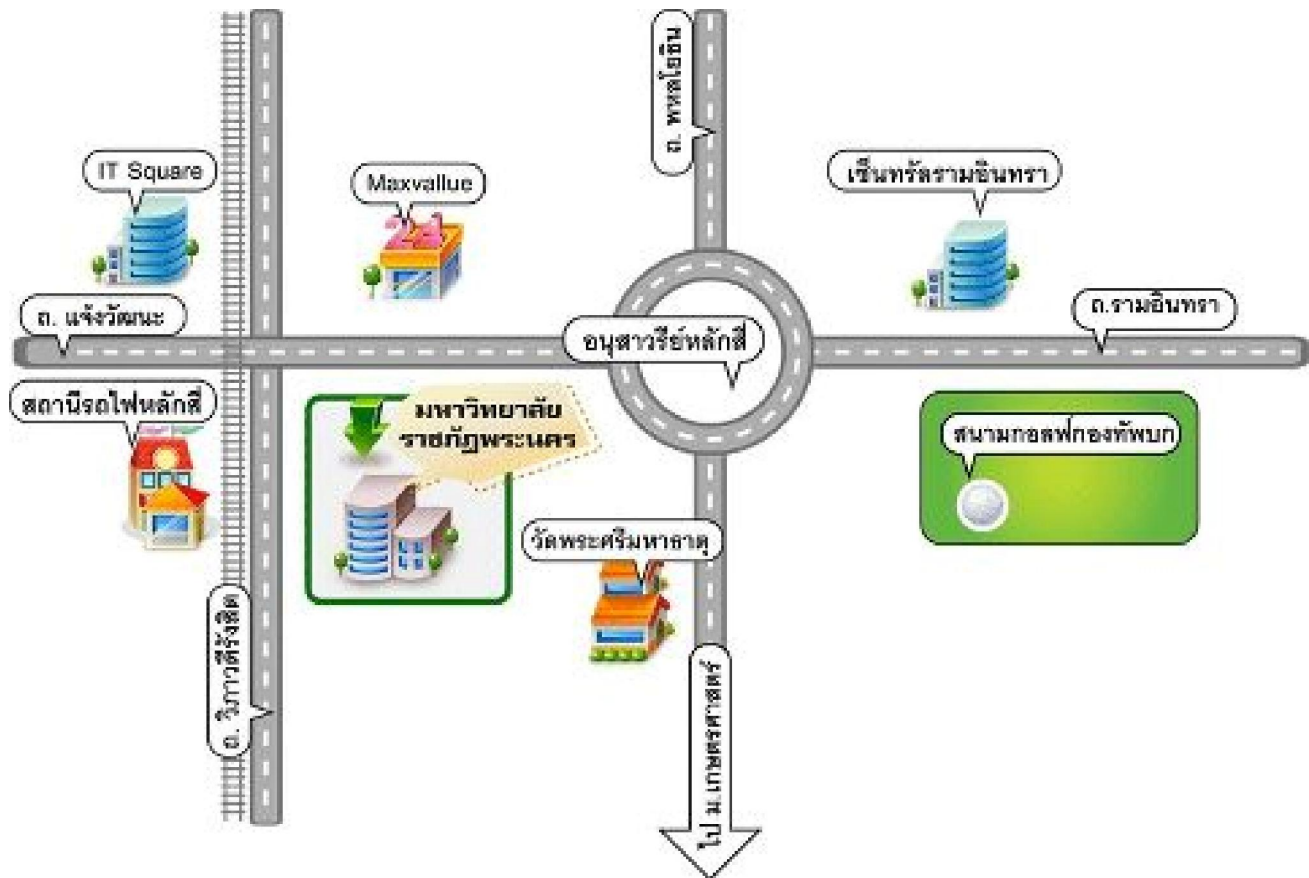 ถ. พหลโยธิน
IT Square
Maxvallue
24
เซ็นทรัลรามอินทรา
ถ. แจ้งวัฒนะ
อนุสาวรีย์หลักสี่
ถ.รามอินทรา
สถานีรถไฟหลักสี่
มหาวิทยาลัย
ราชภัฏพระนคร
สนามกอลฟ์กองทัพบก
วัดพระศรีมหาธาตุ
ถ. วิภาวดีรังสิต
ไป ม.เกษตรศาสตร์